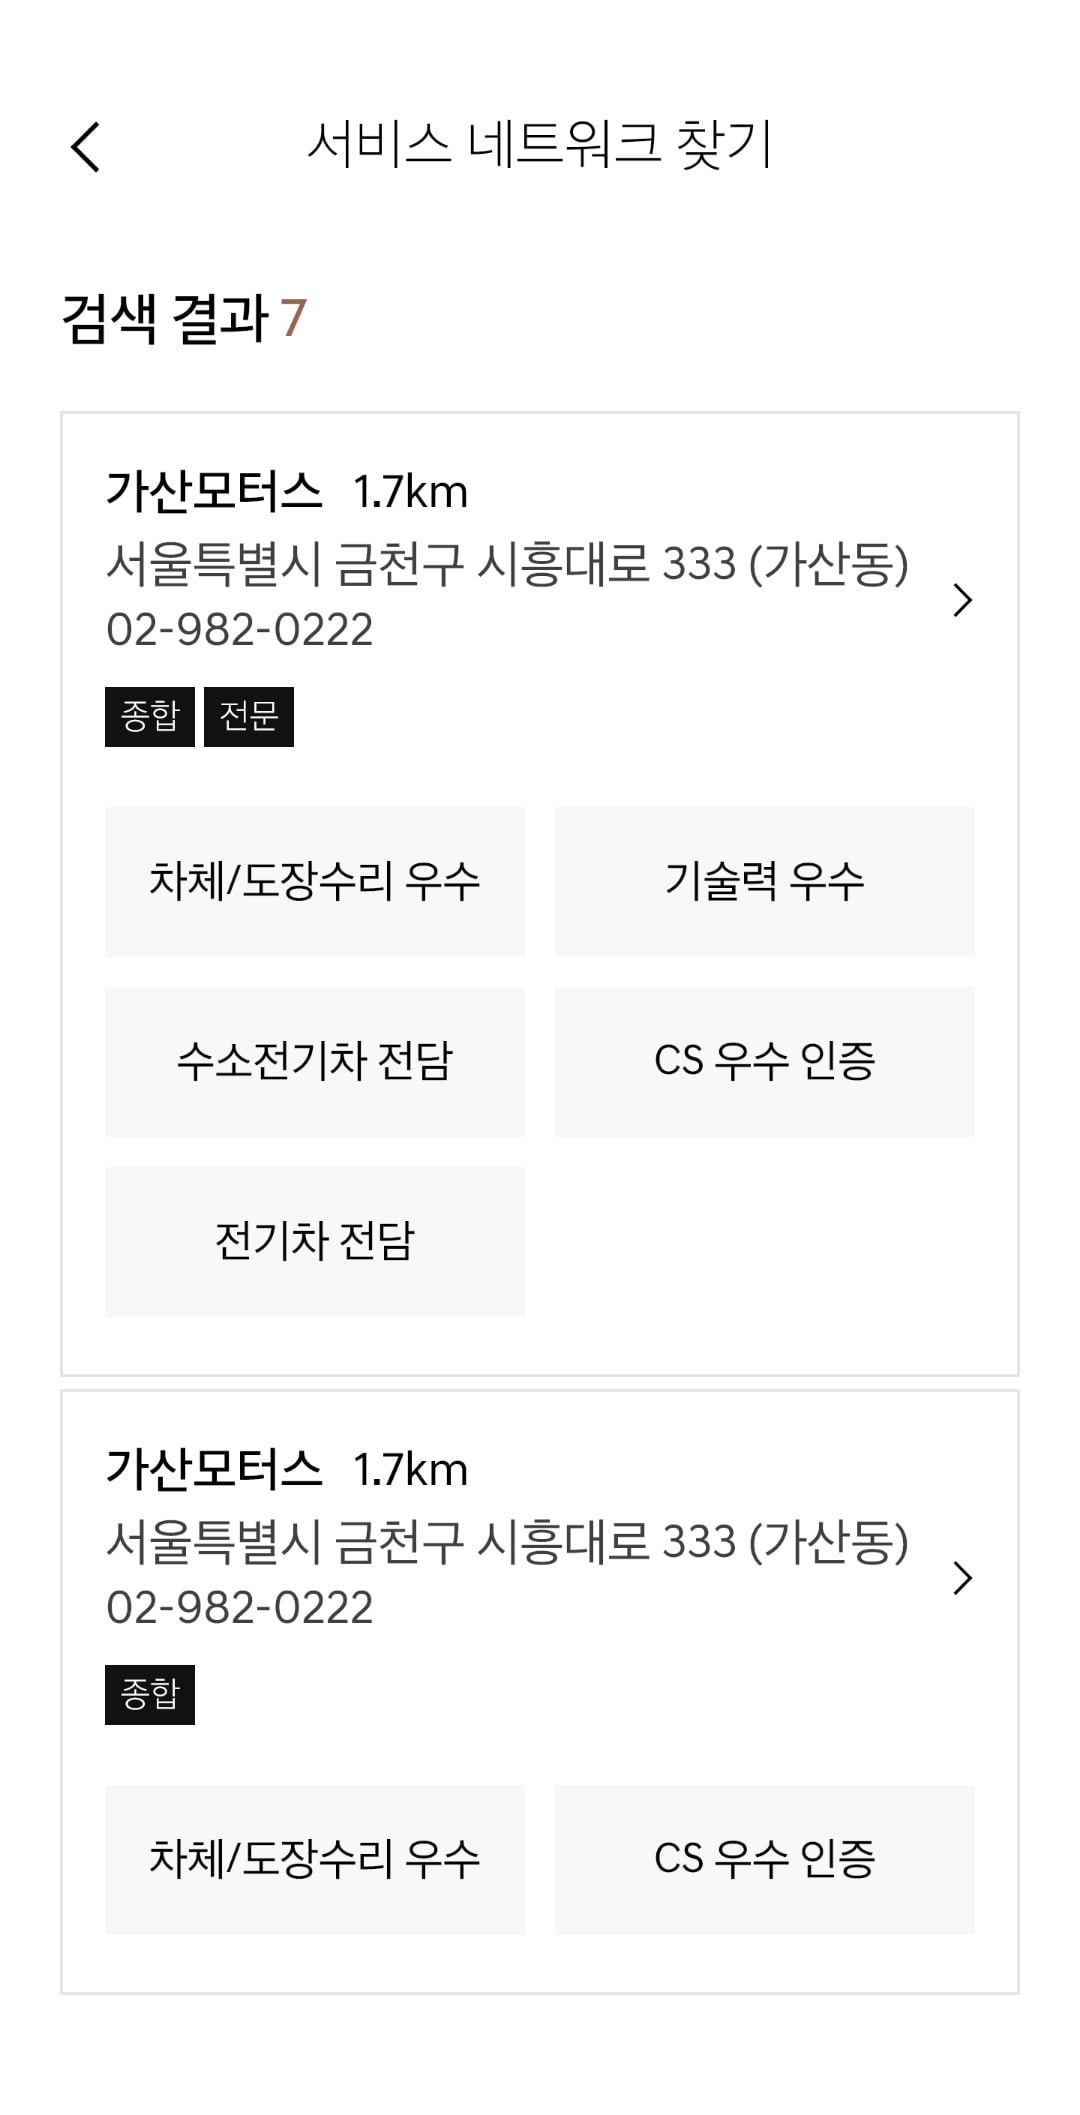 서비스 네트워크 찾기
검색 결과 7
가산모터스 1.7km
서울특별시 금천구 시흥대로 333 (가산동)
02-982-0222
종합 전문
차체/도장수리 우수 기술력 우수
수소전기차 전담 CS 우수 인증
전기차 전담
가산모터스 1.7km
서울특별시 금천구 시흥대로 333 (가산동)
02-982-0222
종합
차체/도장수리 우수 CS 우수 인증